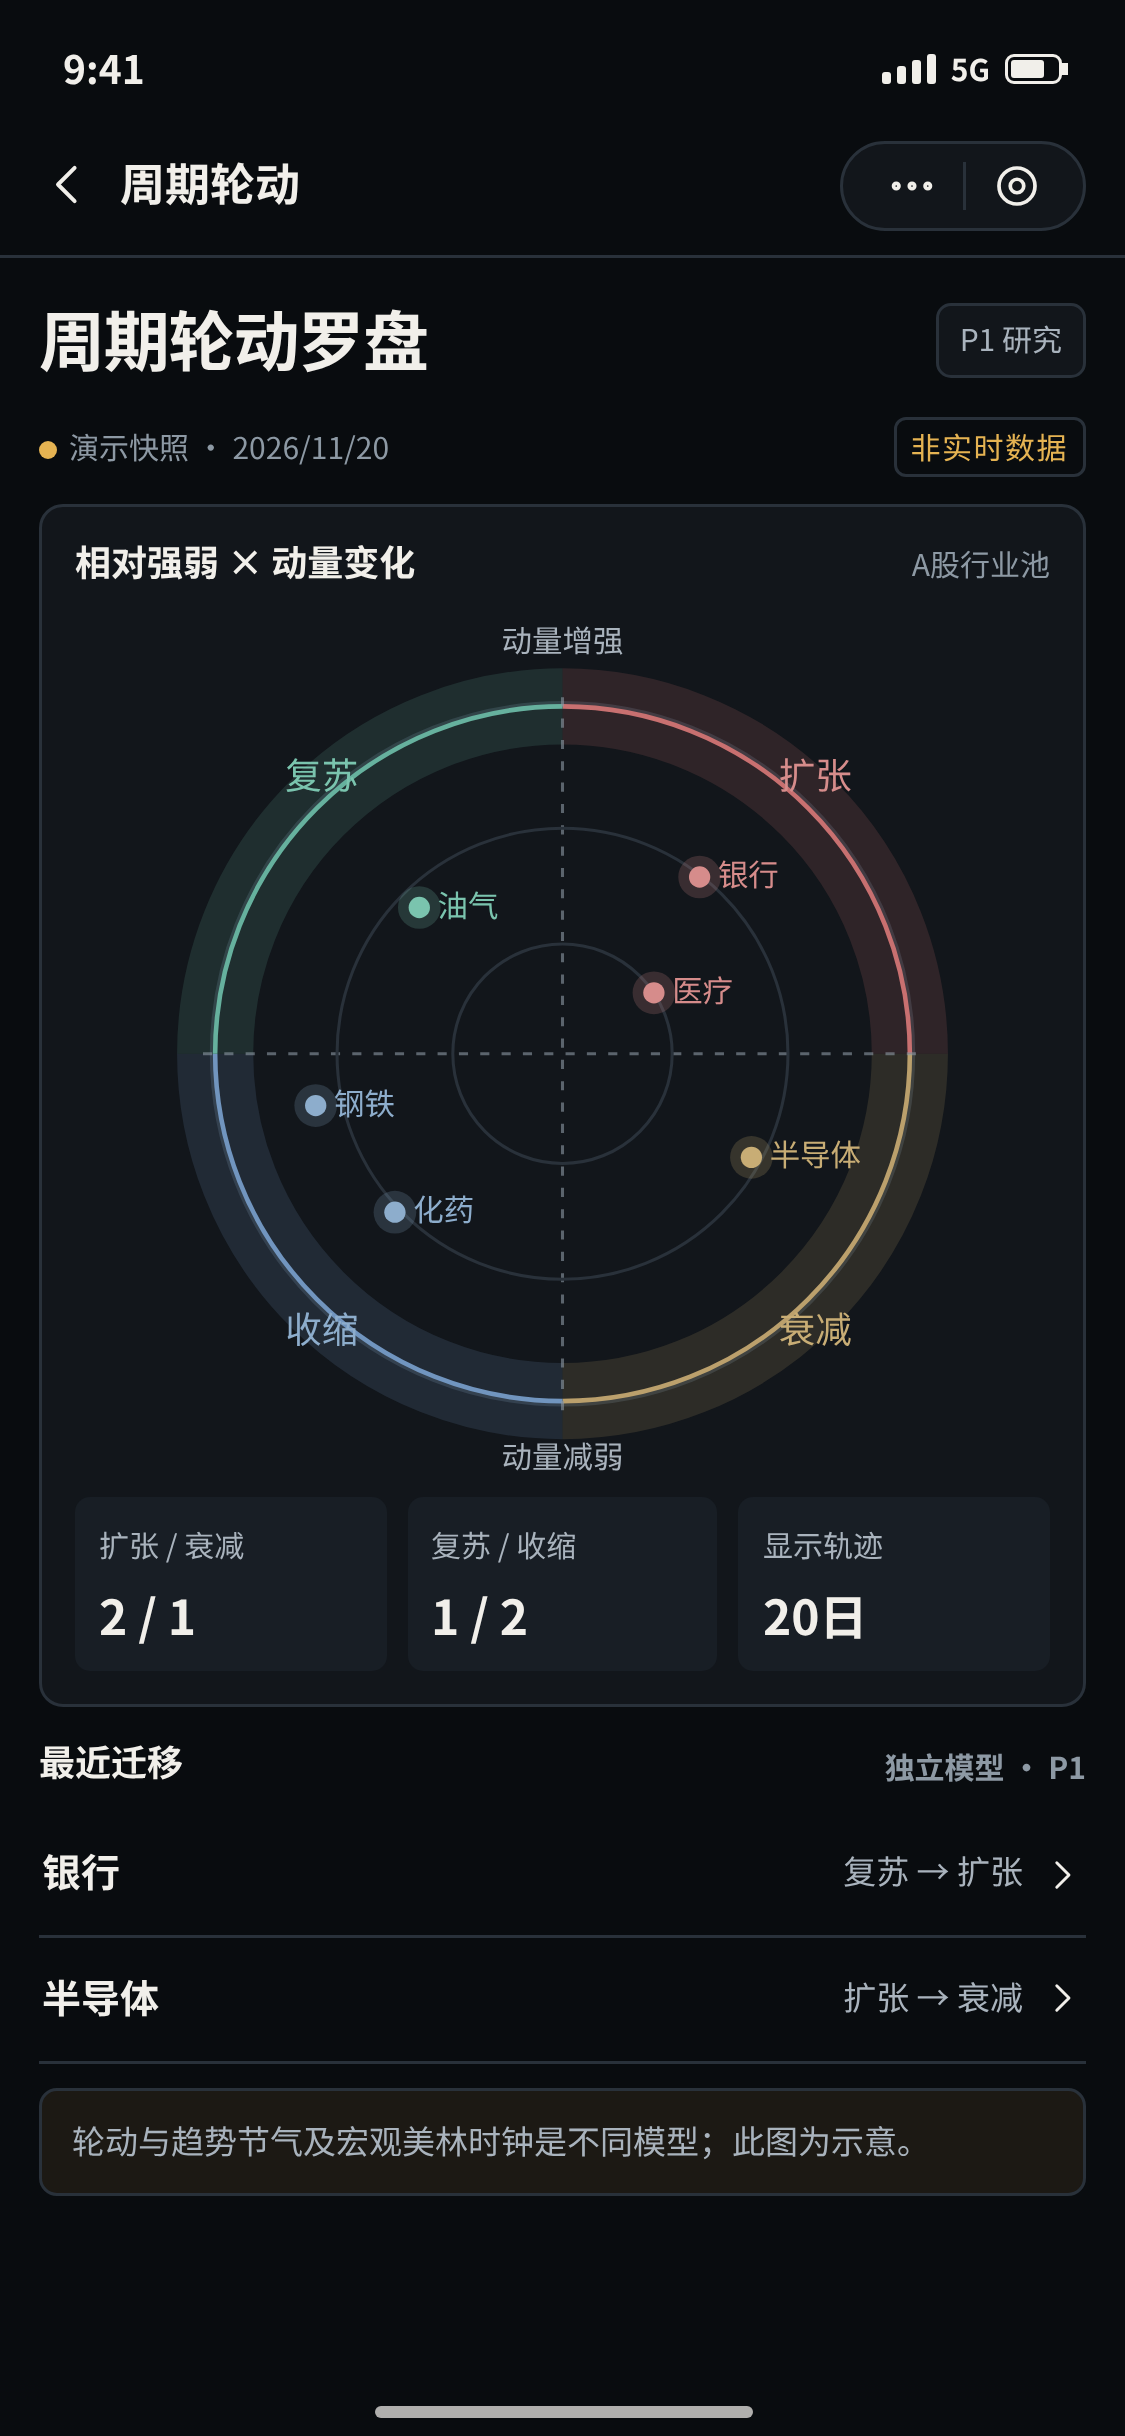 9:41
5G
周期轮动
周期轮动罗盘
P1 研究
演示快照 · 2026/11/20
非实时数据
相对强弱 × 动量变化
A股行业池
动量增强
复苏
扩张
银行
油气
医疗
钢铁
半导体
化药
收缩
衰减
动量减弱
扩张 / 衰减
2 / 1
复苏 / 收缩
1 / 2
显示轨迹
20日
最近迁移
独立模型 · P1
银行
复苏 → 扩张
半导体
扩张 → 衰减
轮动与趋势节气及宏观美林时钟是不同模型；此图为示意。